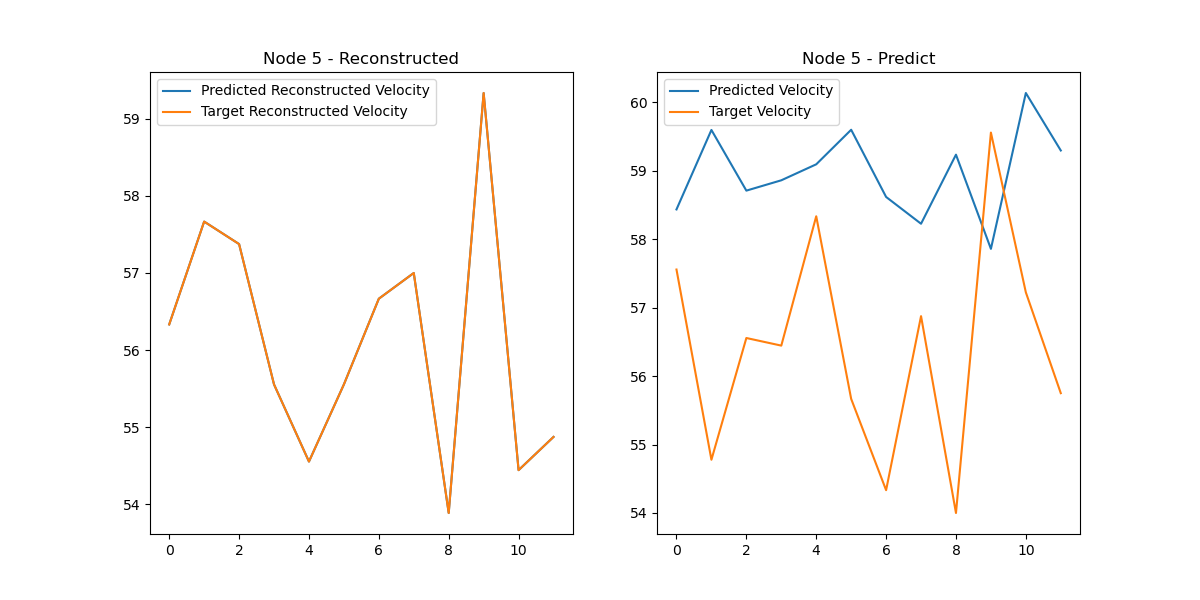 Node 5 - Reconstructed
Predicted Reconstructed Velocity
Target Reconstructed Velocity
59
58
57
56
55
54
0 2 4 6 8 10
Node 5 - Predict
Predicted Velocity
Target Velocity
60
59
58
57
56
55
54
0 2 4 6 8 10